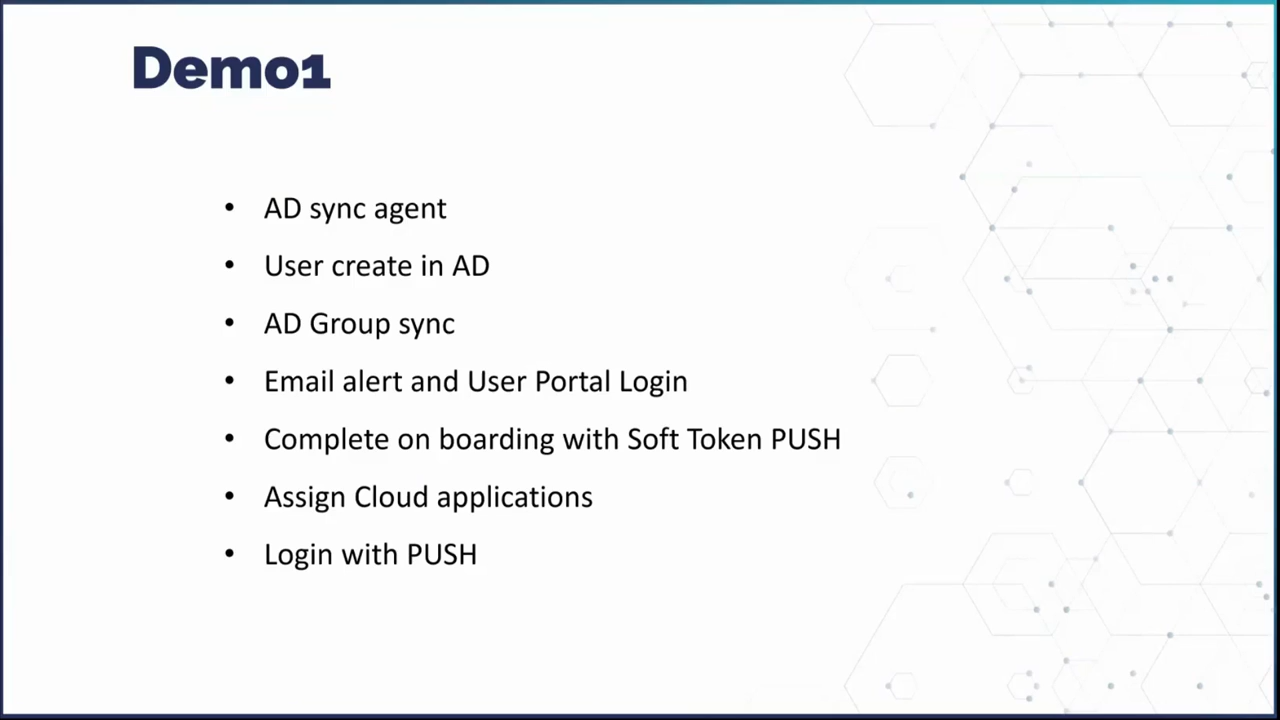 Demo1
• AD sync agent
• User create in AD
• AD Group sync
• Email alert and User Portal Login
• Complete on boarding with Soft Token PUSH
• Assign Cloud applications
• Login with PUSH